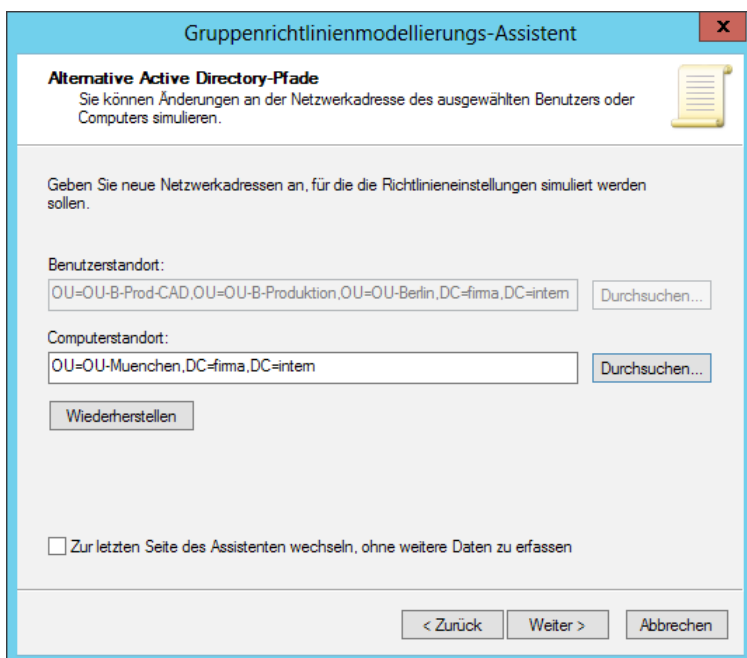 Gruppenrichtlinienmodellierungs-Assistent
x
Alternative Active Directory-Pfade
Sie können Änderungen an der Netzwerkadresse des ausgewählten Benutzers oder
Computers simulieren.
Geben Sie neue Netzwerkadressen an, für die die Richtlinieneinstellungen simuliert werden
sollen.
Benutzerstandort:
OU=OU-B-Prod-CAD,OU=OU-B-Produktion,OU=OU-Berlin,DC=firma,DC=intern
Durchsuchen...
Computerstandort:
OU=OU-Muenchen,DC=firma,DC=intern
Durchsuchen...
Wiederherstellen
Zur letzten Seite des Assistenten wechseln, ohne weitere Daten zu erfassen
< Zurück
Weiter >
Abbrechen